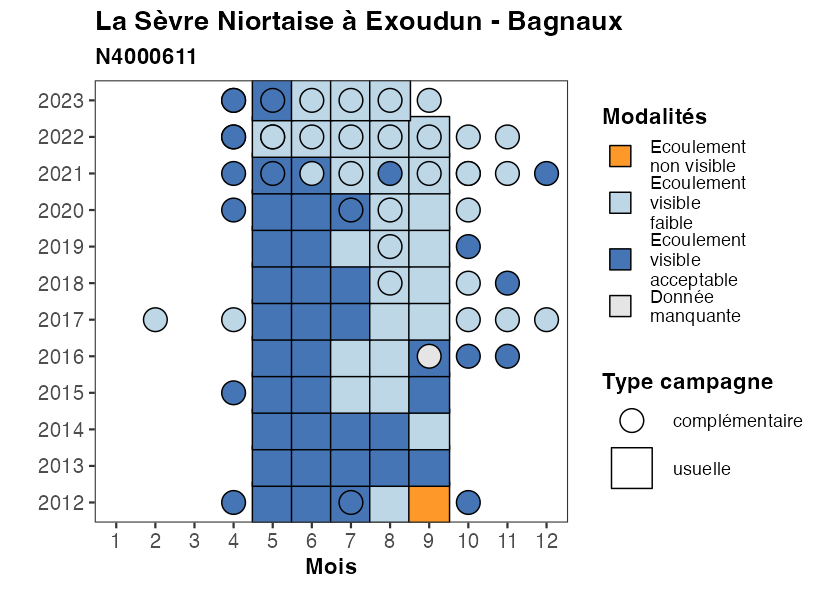 La Sèvre Niortaise à Exoudun - Bagnaux
N4000611
2023
2022
2021
2020
2019
2018
2017
2016
2015
2014
2013
2012
1 2 3 4 5 6 7 8 9 10 11 12
Mois
Modalités
Ecoulement
non visible
Ecoulement
visible
faible
Ecoulement
visible
acceptable
Donnée
manquante
Type campagne
complémentaire
usuelle